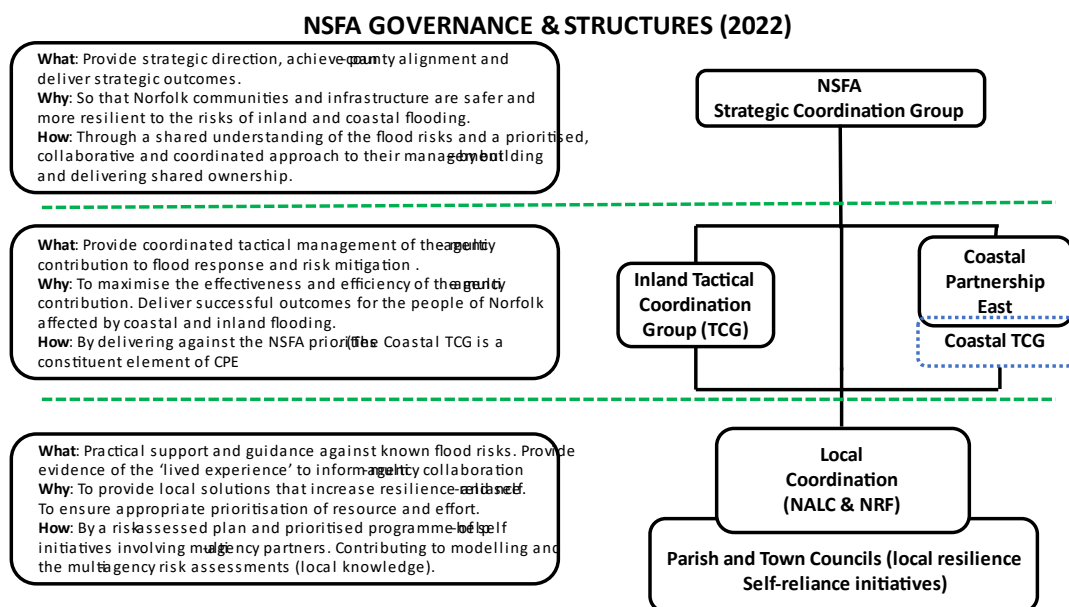 NSFA GOVERNANCE & STRUCTURES (2022)
What: Provide strategic direction, achieve pan-county alignment and
deliver strategic outcomes.
Why: So that Norfolk communities and infrastructure are safer and
more resilient to the risks of inland and coastal flooding.
How: Through a shared understanding of the flood risks and a prioritised,
collaborative and coordinated approach to their management - by building
and delivering shared ownership.
NSFA
Strategic Coordination Group
What: Provide coordinated tactical management of the multi-agency
contribution to flood response and risk mitigation .
Why: To maximise the effectiveness and efficiency of the multi-agency
contribution. Deliver successful outcomes for the people of Norfolk
affected by coastal and inland flooding.
How: By delivering against the NSFA priorities. (The Coastal TCG is a
constituent element of CPE
Inland Tactical
Coordination
Group (TCG)
Coastal
Partnership
East
Coastal TCG
What: Practical support and guidance against known flood risks. Provide
evidence of the ‘lived experience’ to inform multi-agency collaboration
Why: To provide local solutions that increase resilience and self-reliance.
To ensure appropriate prioritisation of resource and effort.
How: By a risk-assessed plan and prioritised programme of self-help
initiatives involving multi-agency partners. Contributing to modelling and
the multi-agency risk assessments (local knowledge).
Local
Coordination
(NALC & NRF)
Parish and Town Councils (local resilience
Self-reliance initiatives)